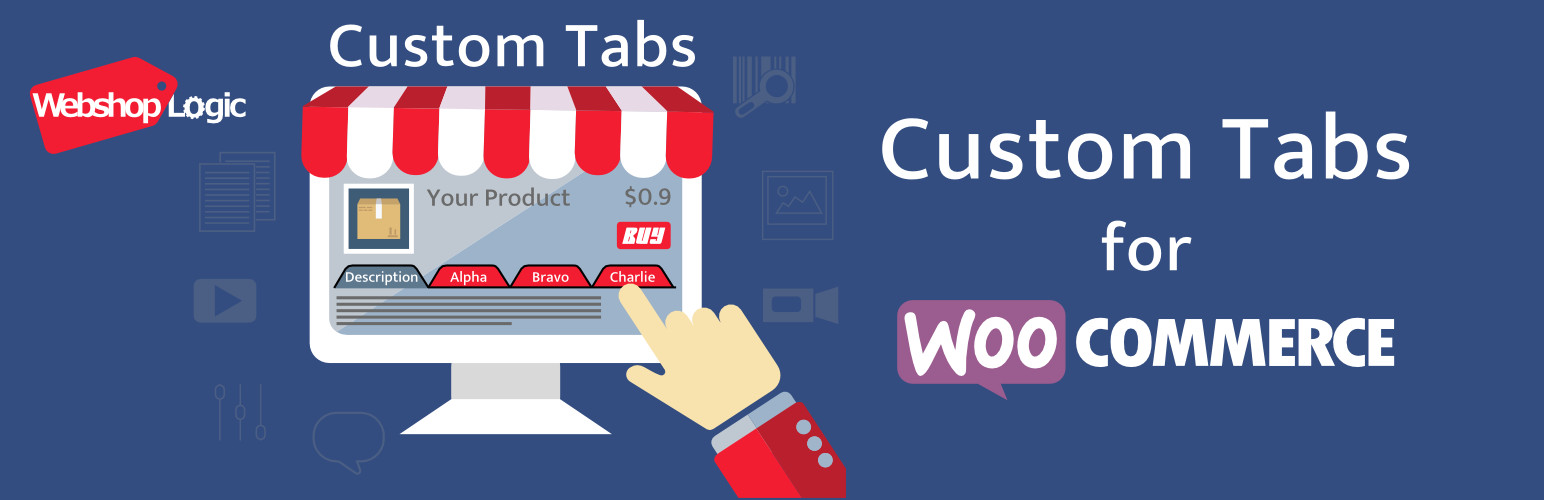 Custom Tabs
Webshop Logic
Your Product $0.9
BUY
Description Alpha Bravo Charlie
Custom Tabs
for
WOO COMMERCE